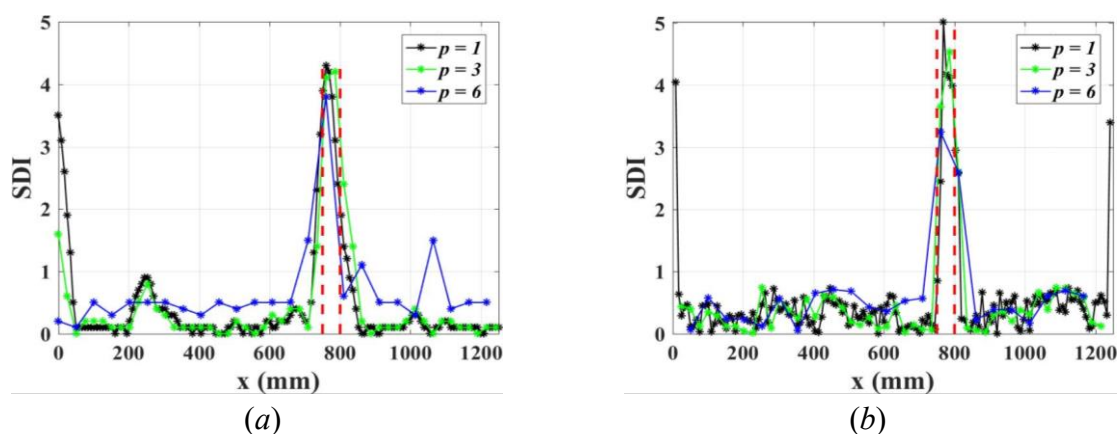 5
4
3
2
1
0
SDI
0 200 400 600 800 1000 1200
x (mm)
p = 1
p = 3
p = 6
(a)
5
4
3
2
1
0
SDI
0 200 400 600 800 1000 1200
x (mm)
p = 1
p = 3
p = 6
(b)